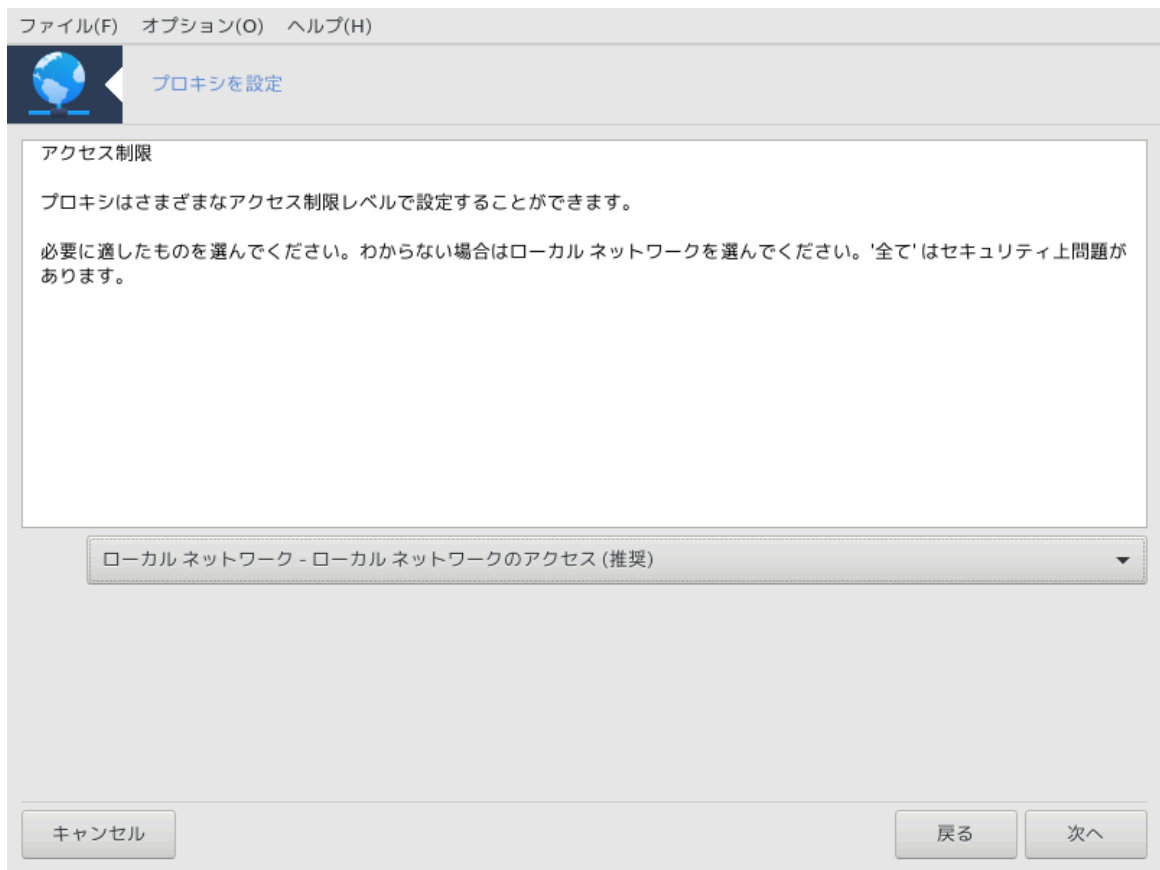 ファイル(F) オプション(O) ヘルプ(H)
プロキシを設定
アクセス制限
プロキシはさまざまなアクセス制限レベルで設定することができます。
必要に適したものを選んでください。わからない場合はローカル ネットワークを選んでください。'全て' はセキュリティ上問題が
あります。
ローカル ネットワーク - ローカル ネットワークのアクセス (推奨)
キャンセル 戻る 次へ